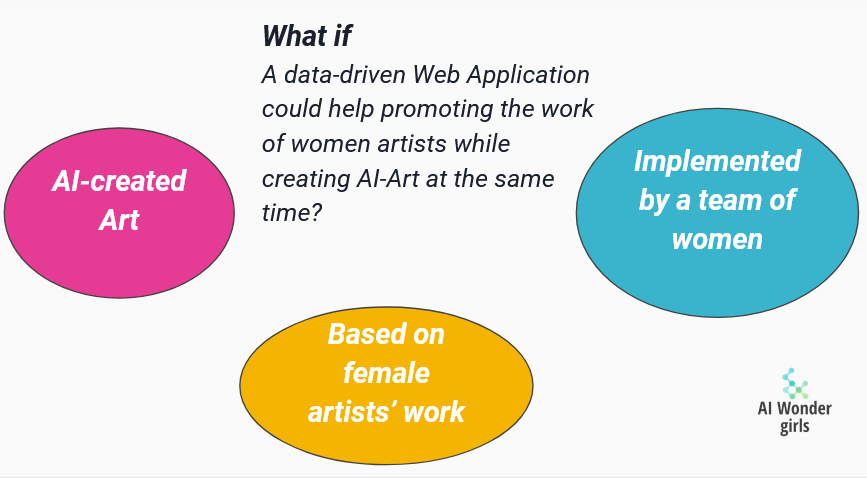 What if
A data-driven Web Application
could help promoting the work
of women artists while
creating AI-Art at the same
time?
AI-created
Art
Implemented
by a team of
women
Based on
female
artists’ work
AI Wonder
girls